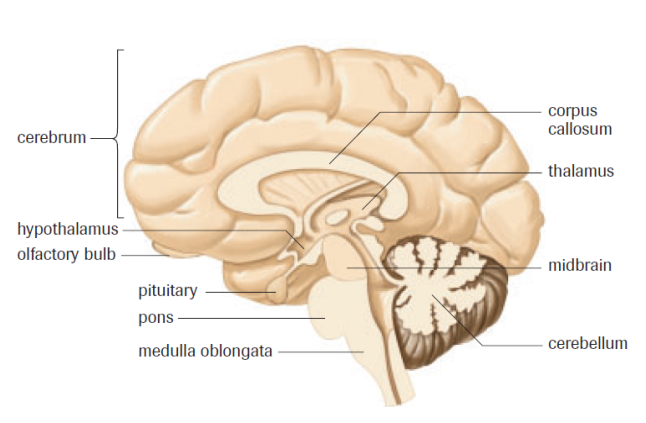 cerebrum
hypothalamus
olfactory bulb
pituitary
pons
medulla oblongata
corpus
callosum
thalamus
midbrain
cerebellum